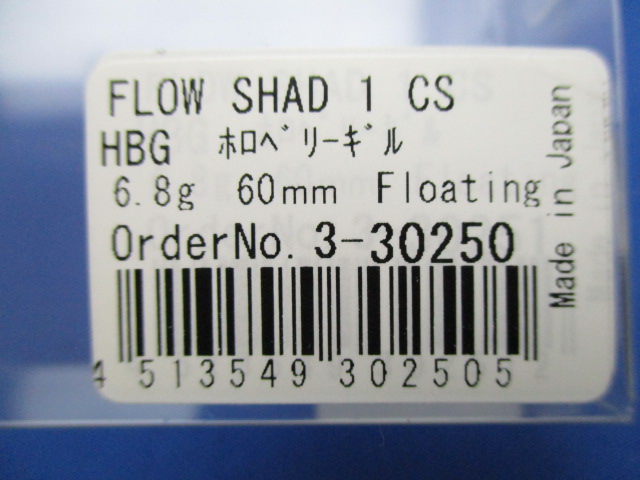 FLOW SHAD 1 CS
HBG ﾎﾛﾍﾞﾘｰｷﾞﾙ
6.8g 60mm Floating
OrderNo. 3-30250
4 513549 302505
Made in Japan